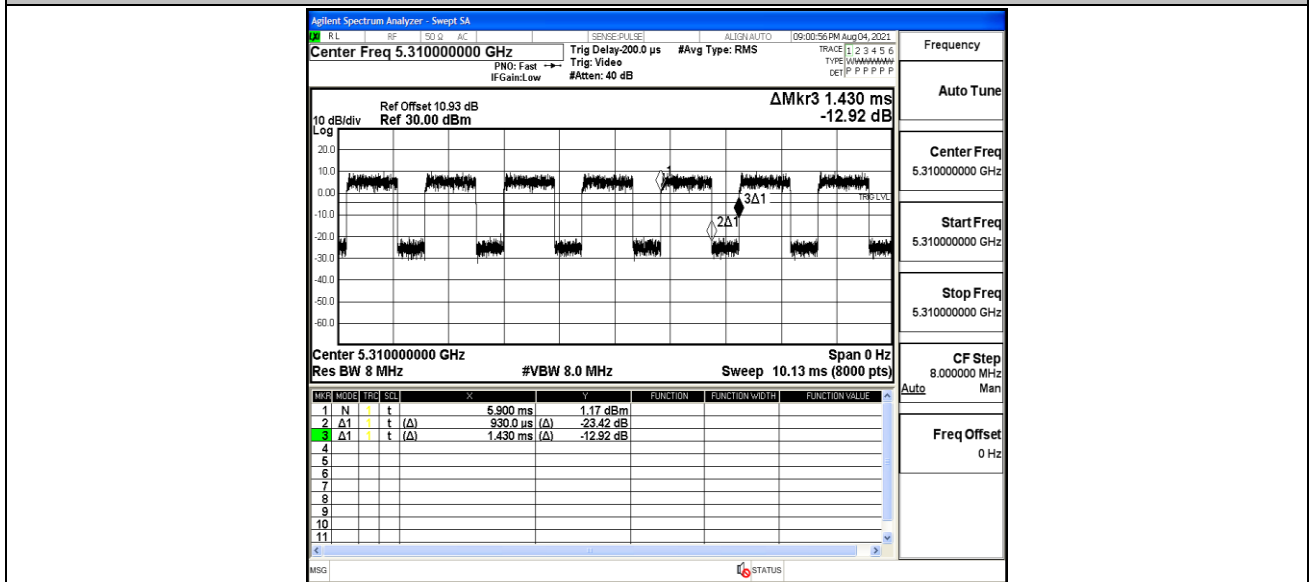 Agilent Spectrum Analyzer - Swept SA
RL RF 50 Ω AC SENSE:PULSE ALIGN AUTO 09:00:56 PM Aug 04, 2021
Center Freq 5.310000000 GHz
PNO: Fast
IFGain:Low
Trig Delay-200.0 µs
Trig: Video
#Atten: 40 dB
#Avg Type: RMS
TRACE 1 2 3 4 5 6
TYPE
DET P P P P P P
ΔMkr3 1.430 ms
-12.92 dB
Ref Offset 10.93 dB
10 dB/div Ref 30.00 dBm
Log
20.0
10.0
0.00
-10.0
-20.0
-30.0
-40.0
-50.0
-60.0
1
TRIG LVL
3Δ1
2Δ1
Center 5.310000000 GHz Span 0 Hz
Res BW 8 MHz #VBW 8.0 MHz Sweep 10.13 ms (8000 pts)
MKR MODE TRC SCL X Y FUNCTION FUNCTION WIDTH FUNCTION VALUE
1 N 1 t 5.900 ms 1.17 dBm
2 Δ1 1 t (Δ) 930.0 µs (Δ) -23.42 dB
3 Δ1 1 t (Δ) 1.430 ms (Δ) -12.92 dB
4
5
6
7
8
9
10
11
MSG STATUS
Frequency
Auto Tune
Center Freq
5.310000000 GHz
Start Freq
5.310000000 GHz
Stop Freq
5.310000000 GHz
CF Step
8.000000 MHz
Auto Man
Freq Offset
0 Hz